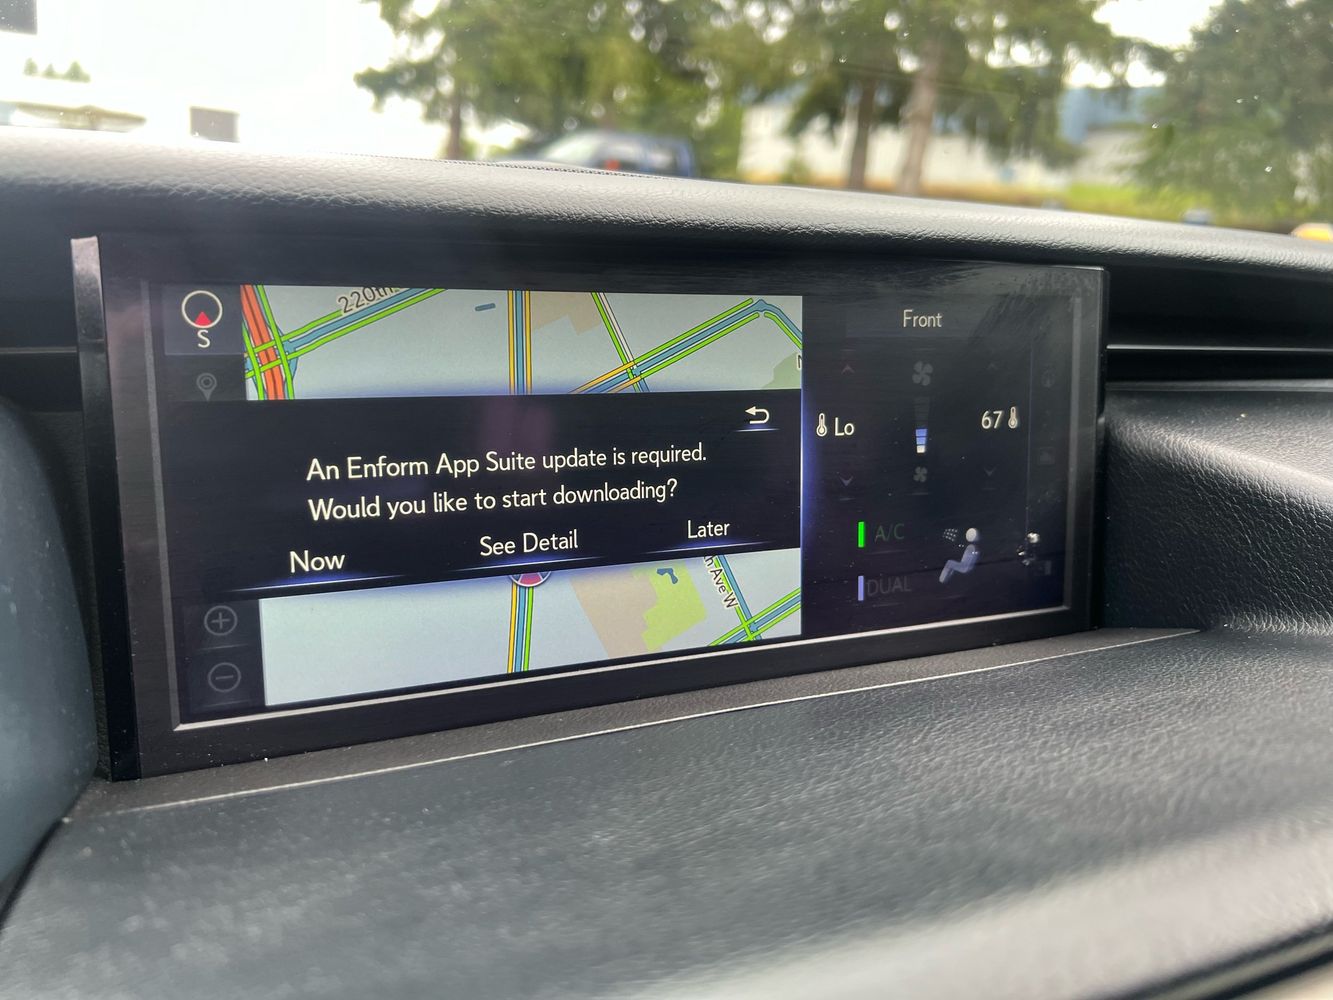 220th
S
Front
Lo
67
An Enform App Suite update is required.
Would you like to start downloading?
Now
See Detail
Later
A/C
DUAL
Ave W